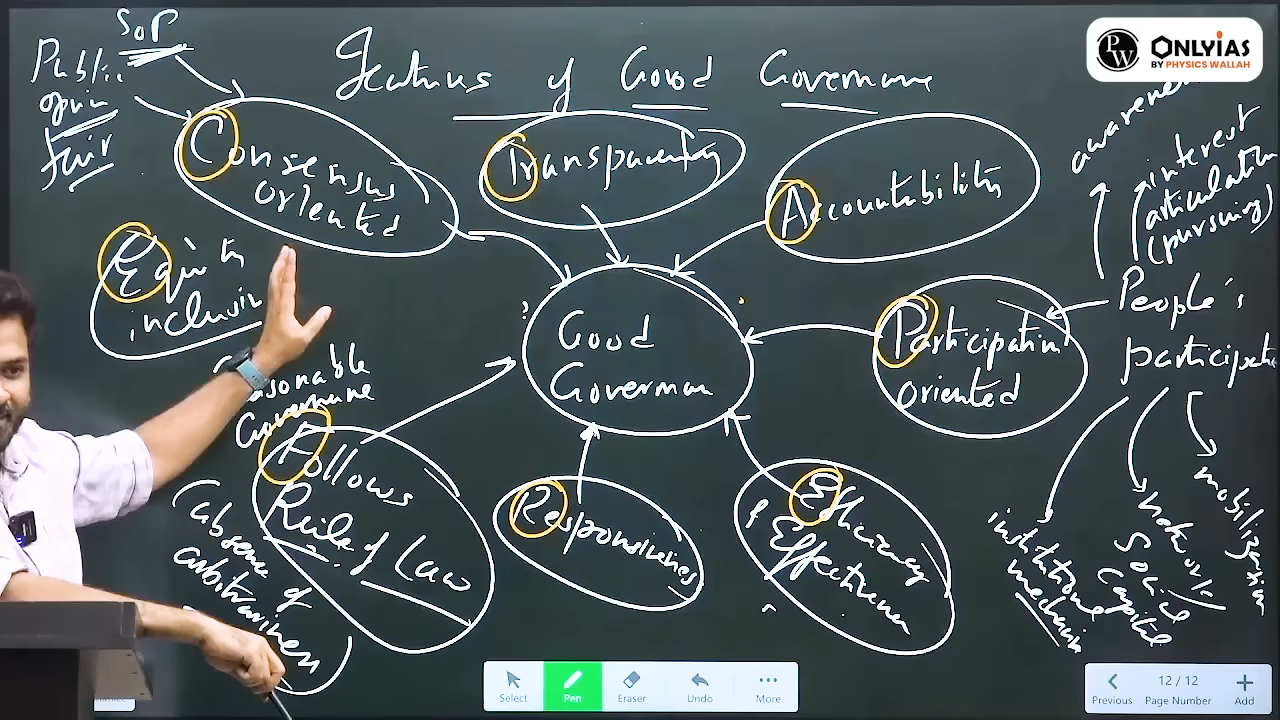 Features of Good Governance
PW
ONLYIAS
BY PHYSICS WALLAH
SOP
Public
opinion
fair
Consensus
oriented
Transparency
Accountability
awareness
interest
articulation
(pursuing)
Equity
inclusive
Good
Governance
Participation
oriented
People's
participation
Reasonable
Governance
Follows
Rule of Law
(absence of
arbitrariness)
Responsiveness
Efficiency
& Effectiveness
institutional
mechanism
network/
Social
Capital
mobilization
Select
Pen
Eraser
Undo
More
Previous
12 / 12
Page Number
Add